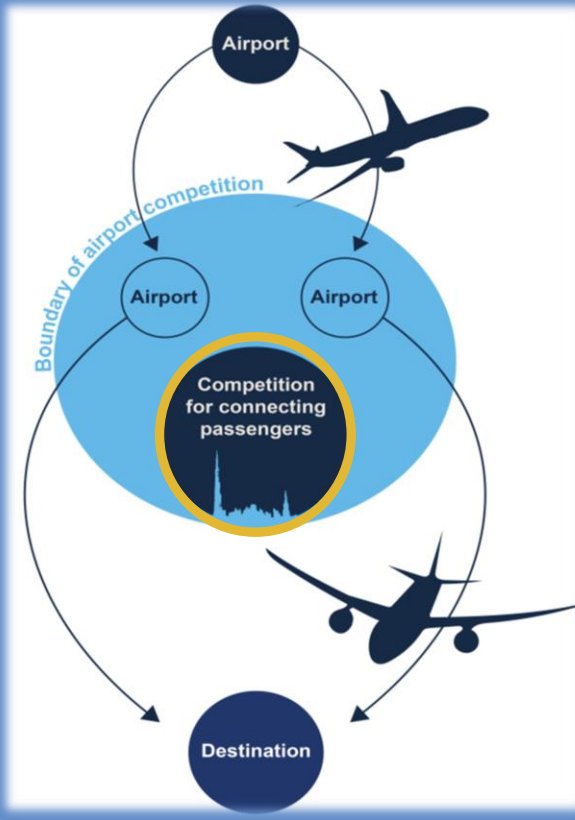 Airport
Boundary of airport competition
Airport
Airport
Competition
for connecting
passengers
Destination